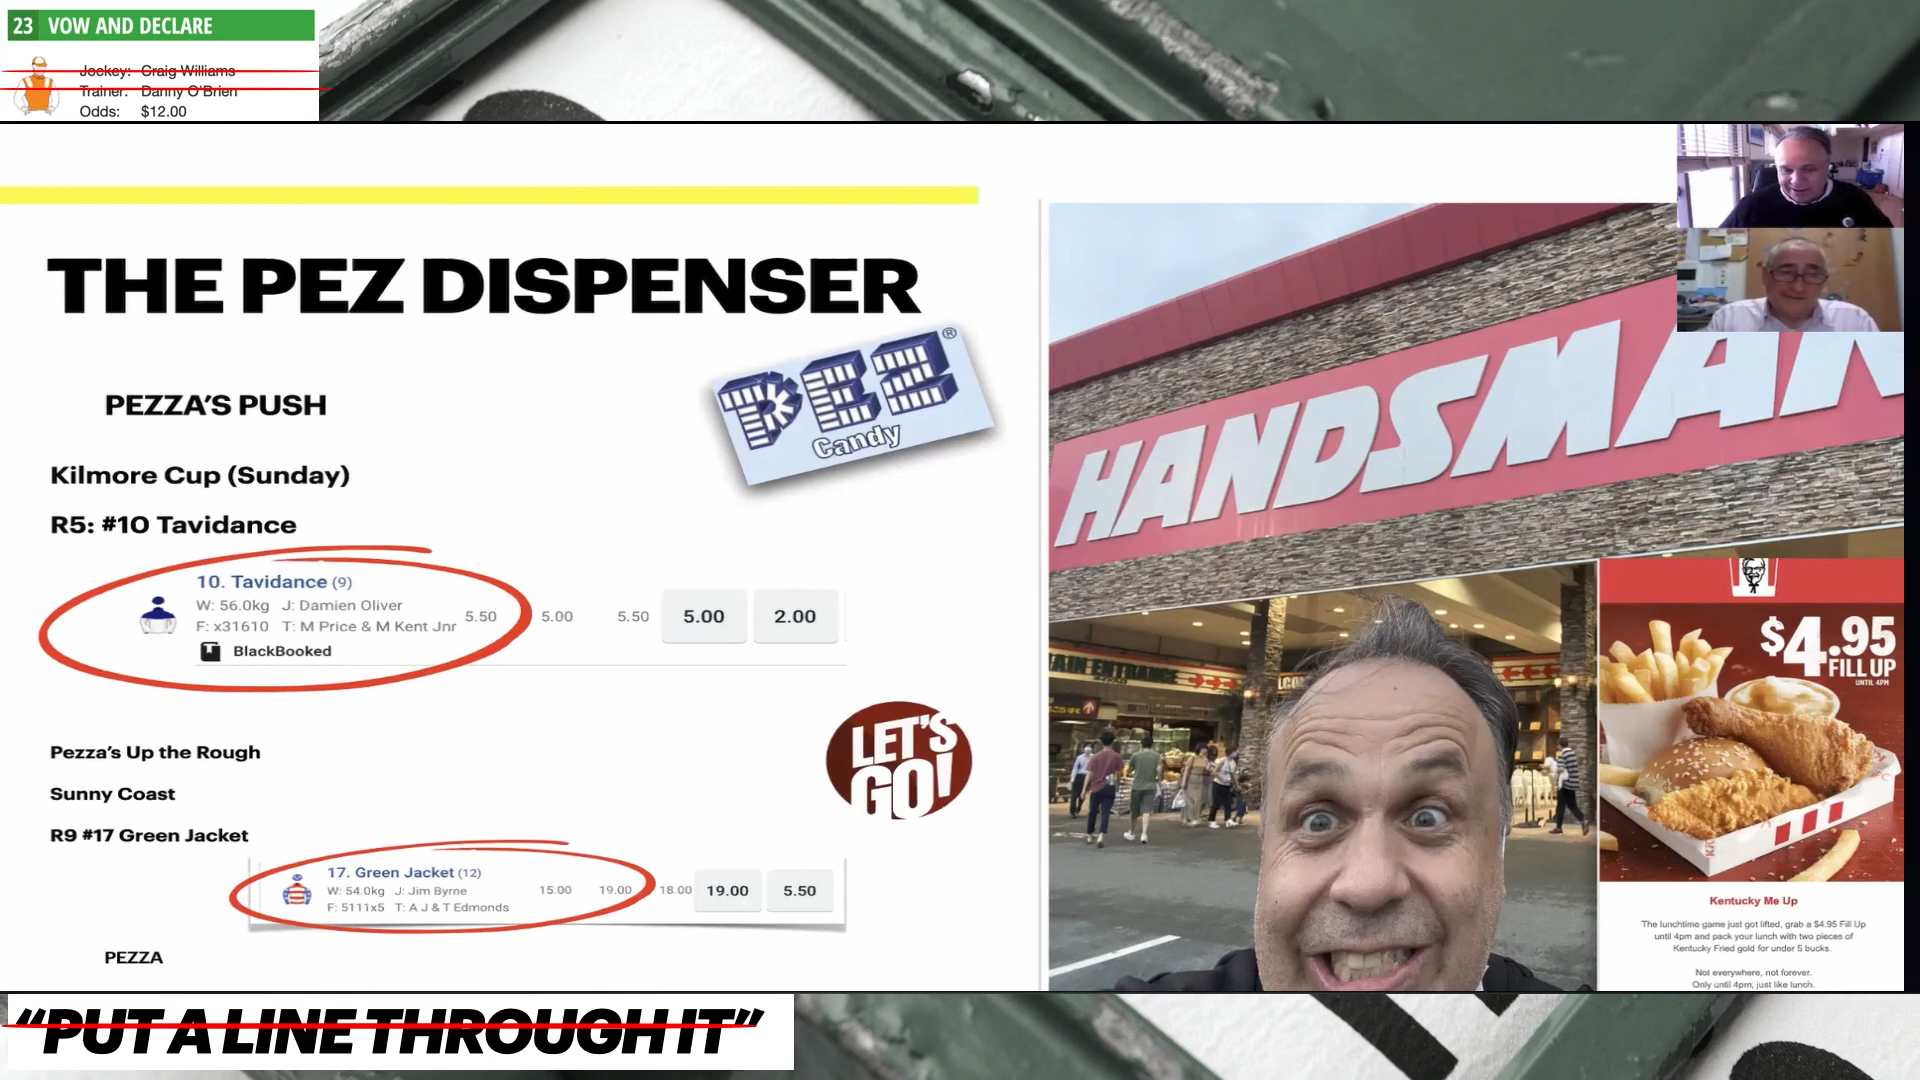 23 VOW AND DECLARE
Jockey: Craig Williams
Trainer: Danny O'Brien
Odds: $12.00
THE PEZ DISPENSER
PEZ®
Candy
PEZZA'S PUSH
Kilmore Cup (Sunday)
R5: #10 Tavidance
10. Tavidance (9)
W: 56.0kg J: Damien Oliver
F: x31610 T: M Price & M Kent Jnr
5.50 5.00 5.50 5.00 2.00
BlackBooked
LET'S
GO!
Pezza's Up the Rough
Sunny Coast
R9 #17 Green Jacket
17. Green Jacket (12)
W: 54.0kg J: Jim Byrne
F: 5111x5 T: A J & T Edmonds
15.00 19.00 18.00 19.00 5.50
PEZZA
HANDSMAN
MAIN ENTRANCE
$4.95
FILL UP
UNTIL 4PM
Kentucky Me Up
The lunchtime game just got lifted, grab a $4.95 Fill Up
until 4pm and pack your lunch with two pieces of
Kentucky Fried gold for under 5 bucks.
Not everywhere, not forever.
Only until 4pm, just like lunch.
“PUT A LINE THROUGH IT”